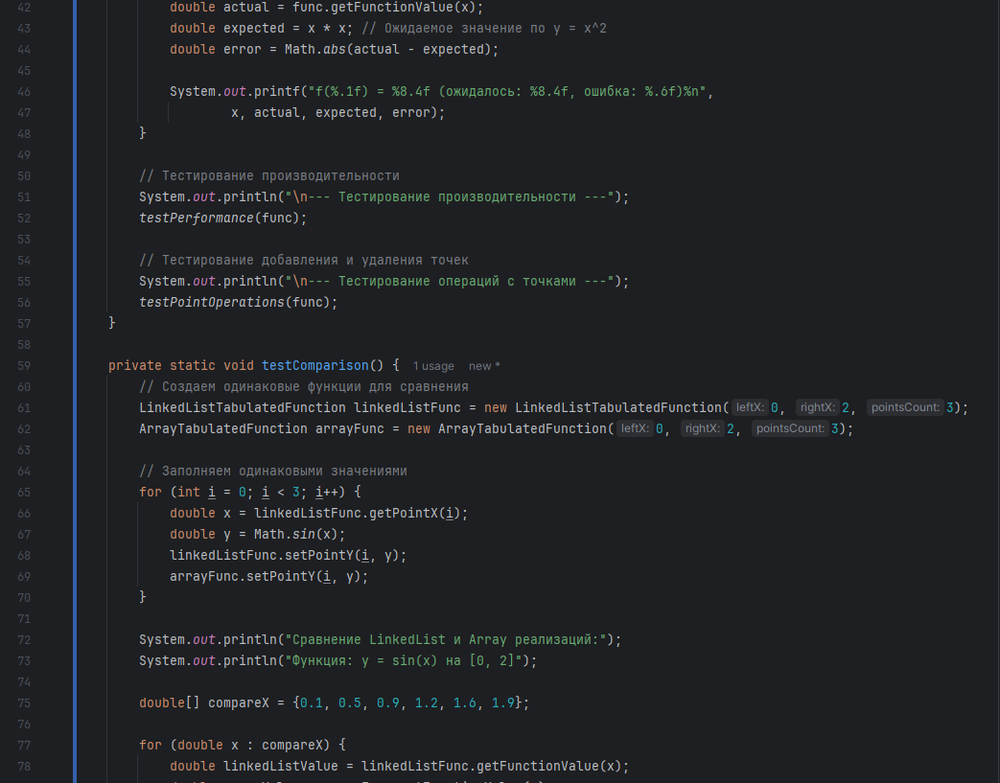 42 double actual = func.getFunctionValue(x);
43 double expected = x * x; // Ожидаемое значение по y = x^2
44 double error = Math.abs(actual - expected);
45
46 System.out.printf("f(%.1f) = %8.4f (ожидалось: %8.4f, ошибка: %.6f)%n",
47 x, actual, expected, error);
48 }
49
50 // Тестирование производительности
51 System.out.println("\n--- Тестирование производительности ---");
52 testPerformance(func);
53
54 // Тестирование добавления и удаления точек
55 System.out.println("\n--- Тестирование операций с точками ---");
56 testPointOperations(func);
57 }
58
59 private static void testComparison() { 1 usage new *
60 // Создаем одинаковые функции для сравнения
61 LinkedListTabulatedFunction linkedListFunc = new LinkedListTabulatedFunction( leftX: 0, rightX: 2, pointsCount: 3);
62 ArrayTabulatedFunction arrayFunc = new ArrayTabulatedFunction( leftX: 0, rightX: 2, pointsCount: 3);
63
64 // Заполняем одинаковыми значениями
65 for (int i = 0; i < 3; i++) {
66 double x = linkedListFunc.getPointX(i);
67 double y = Math.sin(x);
68 linkedListFunc.setPointY(i, y);
69 arrayFunc.setPointY(i, y);
70 }
71
72 System.out.println("Сравнение LinkedList и Array реализаций:");
73 System.out.println("Функция: y = sin(x) на [0, 2]");
74
75 double[] compareX = {0.1, 0.5, 0.9, 1.2, 1.6, 1.9};
76
77 for (double x : compareX) {
78 double linkedListValue = linkedListFunc.getFunctionValue(x);